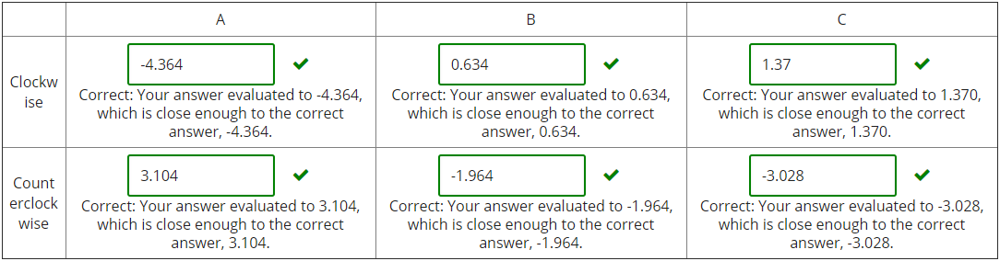 A B C
Clockw
ise
-4.364 0.634 1.37
Correct: Your answer evaluated to -4.364,
which is close enough to the correct
answer, -4.364.
Correct: Your answer evaluated to 0.634,
which is close enough to the correct
answer, 0.634.
Correct: Your answer evaluated to 1.370,
which is close enough to the correct
answer, 1.370.
Count
erclock
wise
3.104 -1.964 -3.028
Correct: Your answer evaluated to 3.104,
which is close enough to the correct
answer, 3.104.
Correct: Your answer evaluated to -1.964,
which is close enough to the correct
answer, -1.964.
Correct: Your answer evaluated to -3.028,
which is close enough to the correct
answer, -3.028.